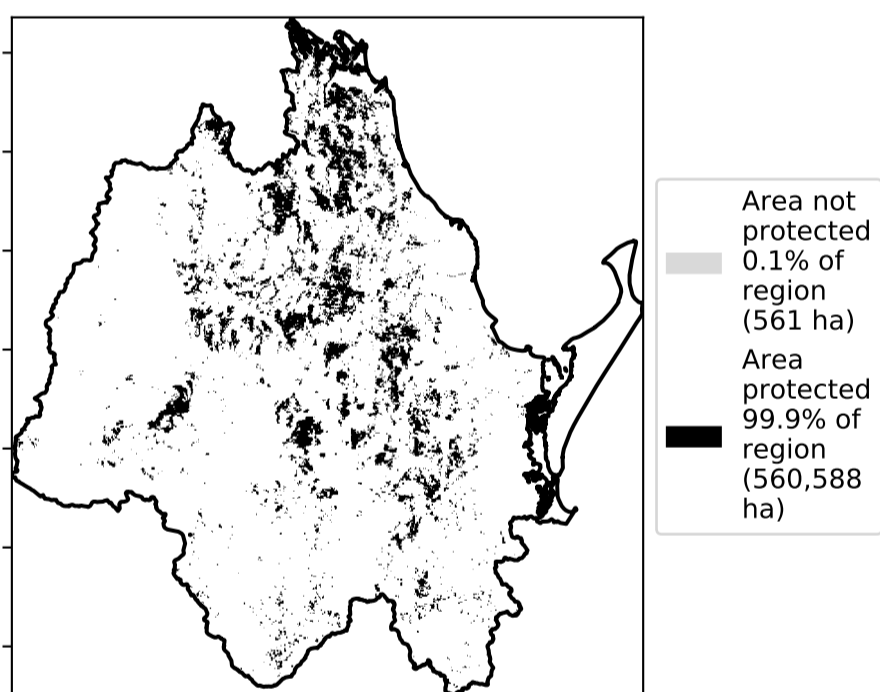 Area not
protected
0.1% of
region
(561 ha)
Area
protected
99.9% of
region
(560,588
ha)